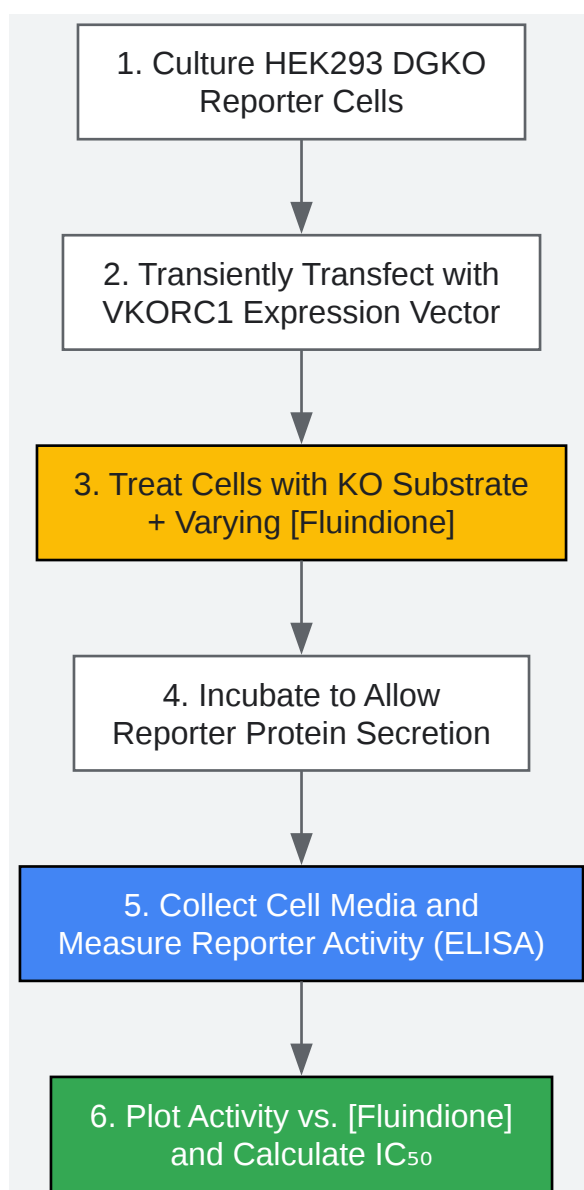 1. Culture HEK293 DGKO
Reporter Cells
2. Transiently Transfect with
VKORC1 Expression Vector
3. Treat Cells with KO Substrate
+ Varying [Fluindione]
4. Incubate to Allow
Reporter Protein Secretion
5. Collect Cell Media and
Measure Reporter Activity (ELISA)
6. Plot Activity vs. [Fluindione]
and Calculate IC₅₀